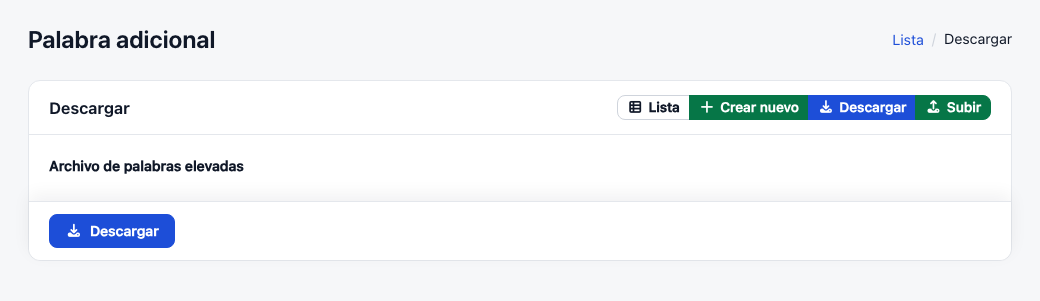 Palabra adicional
Lista / Descargar
Descargar
Lista
Crear nuevo
Descargar
Subir
Archivo de palabras elevadas
Descargar